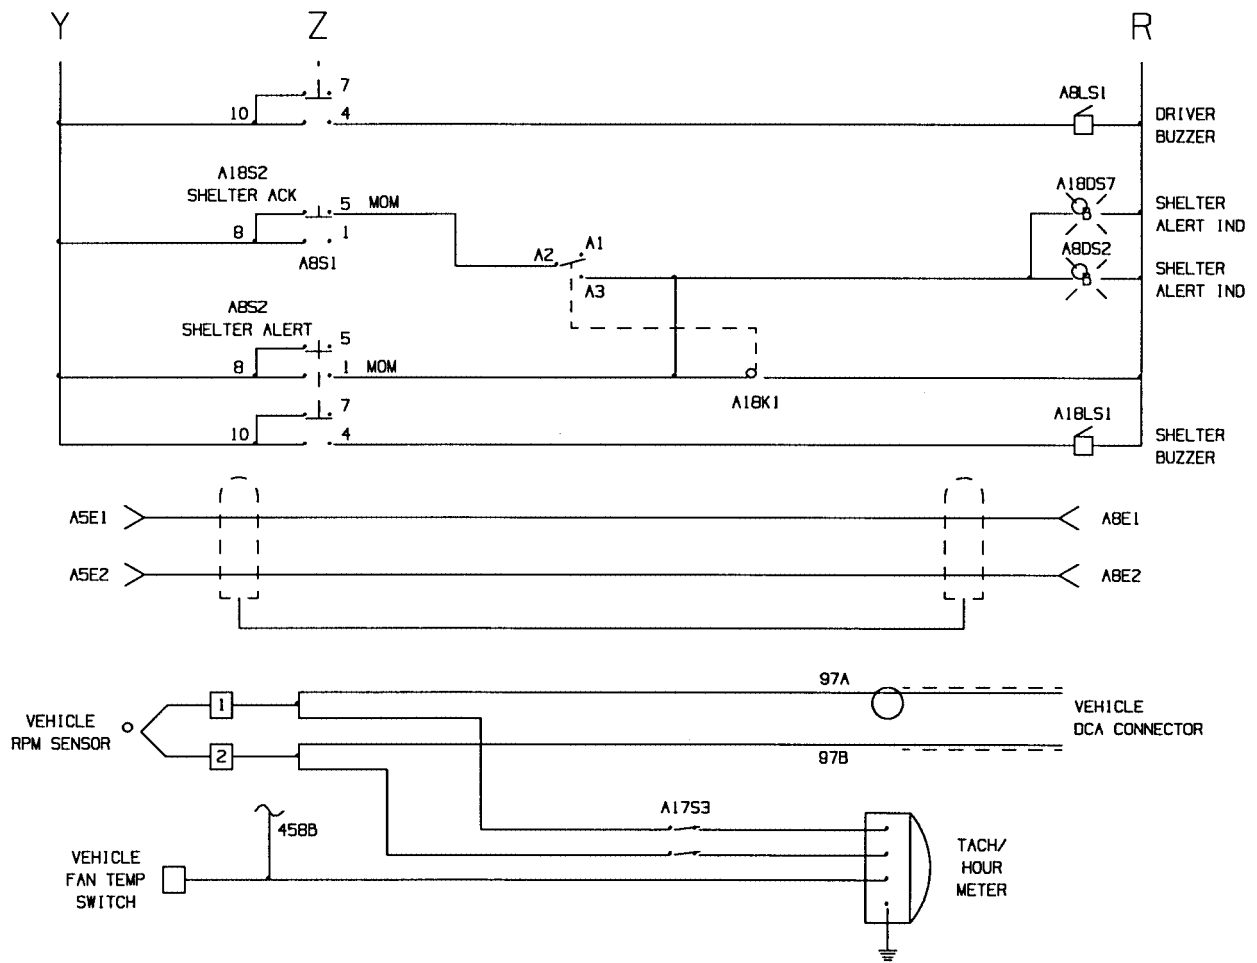 Y Z R
7
10 4
A8LS1
DRIVER
BUZZER
A18S2
SHELTER ACK
5 MOM
8 1
A8S1
A2 A1
A3
A18DS7
SHELTER
ALERT IND
B
A8DS2
SHELTER
ALERT IND
B
A8S2
SHELTER ALERT
5
8 1 MOM
A18K1
7
10 4
A18LS1
SHELTER
BUZZER
A5E1 A8E1
A5E2 A8E2
VEHICLE
RPM SENSOR
1
2
97A
97B
VEHICLE
DCA CONNECTOR
458B
A17S3
VEHICLE
FAN TEMP
SWITCH
TACH/
HOUR
METER